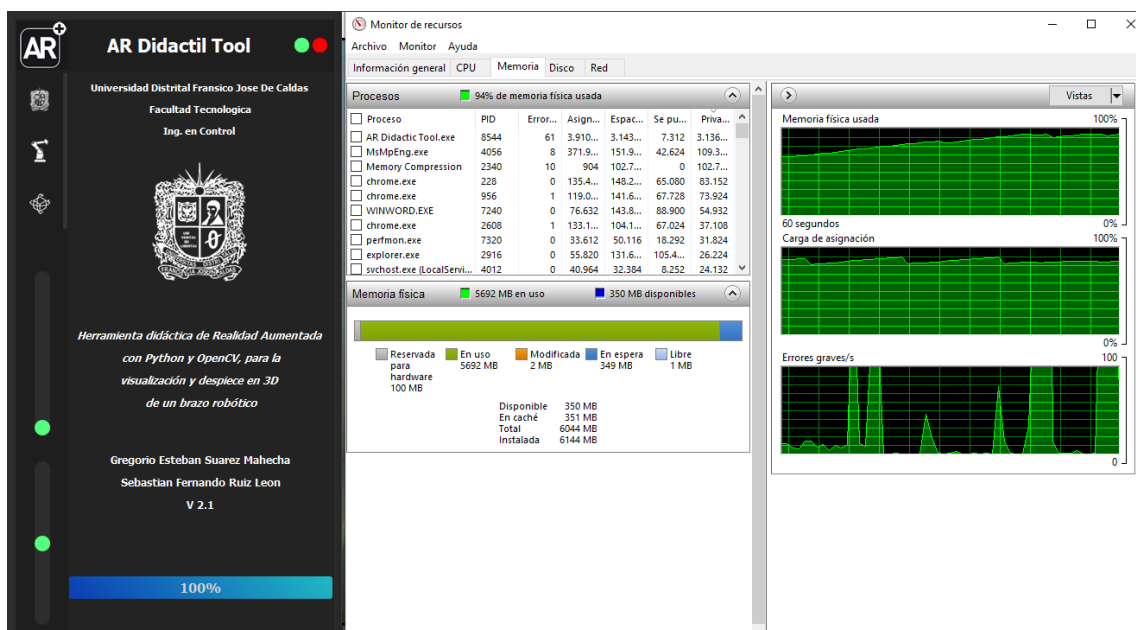 AR+
AR Didactil Tool
Universidad Distrital Fransico Jose De Caldas
Facultad Tecnologica
Ing. en Control
Herramienta didáctica de Realidad Aumentada
con Python y OpenCV, para la
visualización y despiece en 3D
de un brazo robótico
Gregorio Esteban Suarez Mahecha
Sebastian Fernando Ruiz Leon
V 2.1
100%
Monitor de recursos
Archivo Monitor Ayuda
Información general CPU Memoria Disco Red
Procesos 94% de memoria física usada
Proceso PID Error... Asign... Espac... Se pu... Priva...
AR Didactic Tool.exe 8544 61 3.910... 3.143... 7.312 3.136...
MsMpEng.exe 4056 8 371.9... 151.9... 42.624 109.3...
Memory Compression 2340 10 904 102.7... 0 102.7...
chrome.exe 228 0 135.4... 148.2... 65.080 83.152
chrome.exe 956 1 119.0... 141.6... 67.728 73.924
WINWORD.EXE 7240 0 76.632 143.8... 88.900 54.932
chrome.exe 2608 1 133.1... 104.1... 67.024 37.108
perfmon.exe 7320 0 33.612 50.116 18.292 31.824
explorer.exe 2916 0 55.820 131.6... 105.4... 26.224
svchost.exe (LocalServi... 4012 0 40.964 32.384 8.252 24.132
Memoria física 5692 MB en uso 350 MB disponibles
Reservada para hardware 100 MB
En uso 5692 MB
Modificada 2 MB
En espera 349 MB
Libre 1 MB
Disponible 350 MB
En caché 351 MB
Total 6044 MB
Instalada 6144 MB
Vistas
Memoria física usada 100%
60 segundos 0%
Carga de asignación 100%
0%
Errores graves/s 100
0